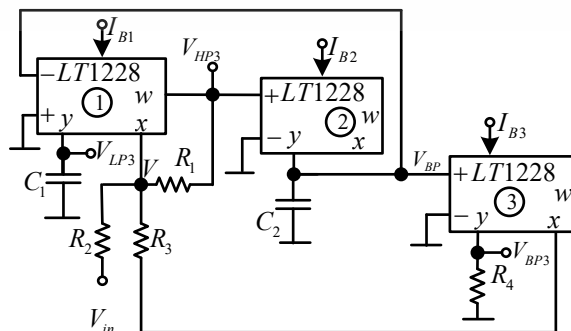 I_{B1}
V_{HP3}
I_{B2}
− LT1228
+
y
x
w
1
V_{LP3}
C_1
V
R_1
R_2
R_3
V_{in}
+ LT1228
−
y
x
w
2
C_2
V_{BP}
I_{B3}
+ LT1228
−
y
x
w
3
V_{BP3}
R_4